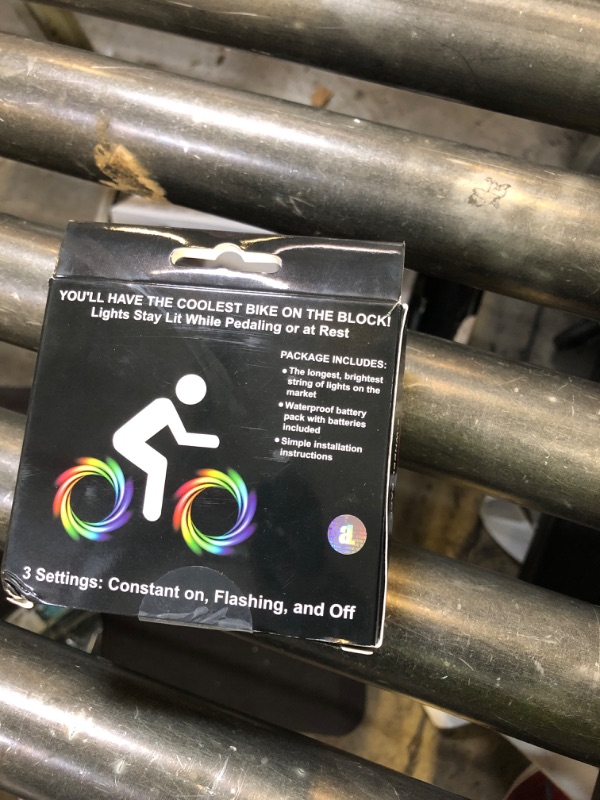 YOU'LL HAVE THE COOLEST BIKE ON THE BLOCK!
Lights Stay Lit While Pedaling or at Rest
PACKAGE INCLUDES:
• The longest, brightest
string of lights on the
market
• Waterproof battery
pack with batteries
included
• Simple installation
instructions
a
3 Settings: Constant on, Flashing, and Off